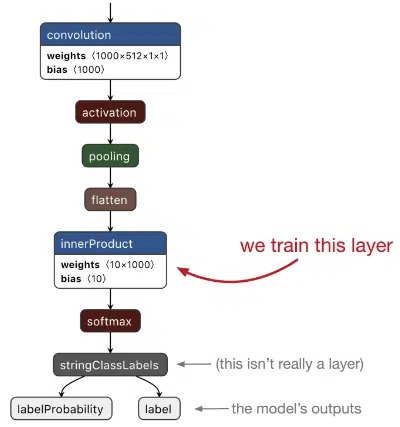 convolution
weights ⟨1000×512×1×1⟩
bias ⟨1000⟩
activation
pooling
flatten
innerProduct
weights ⟨10×1000⟩
bias ⟨10⟩
we train this layer
softmax
stringClassLabels
(this isn't really a layer)
labelProbability
label
the model's outputs